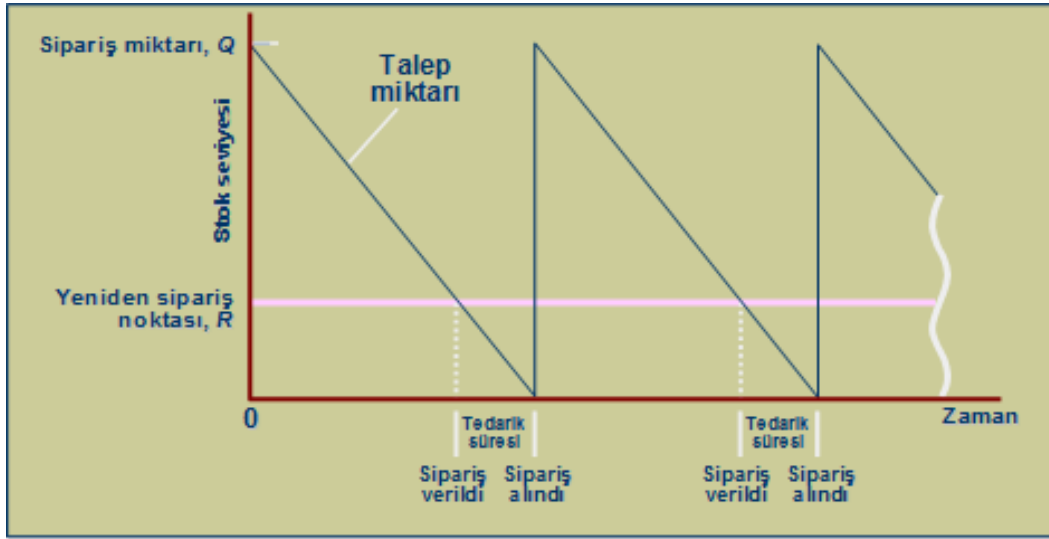 Sipariş miktarı, Q
Talep
miktarı
Stok seviyesi
Yeniden sipariş
noktası, R
0
Zaman
Tedarik
süresi
Tedarik
süresi
Sipariş
verildi
Sipariş
alındı
Sipariş
verildi
Sipariş
alındı